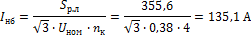 Iнб = Sр.л / (√3 · Uном · nк) = 355,6 / (√3 · 0,38 · 4) = 135,1 А